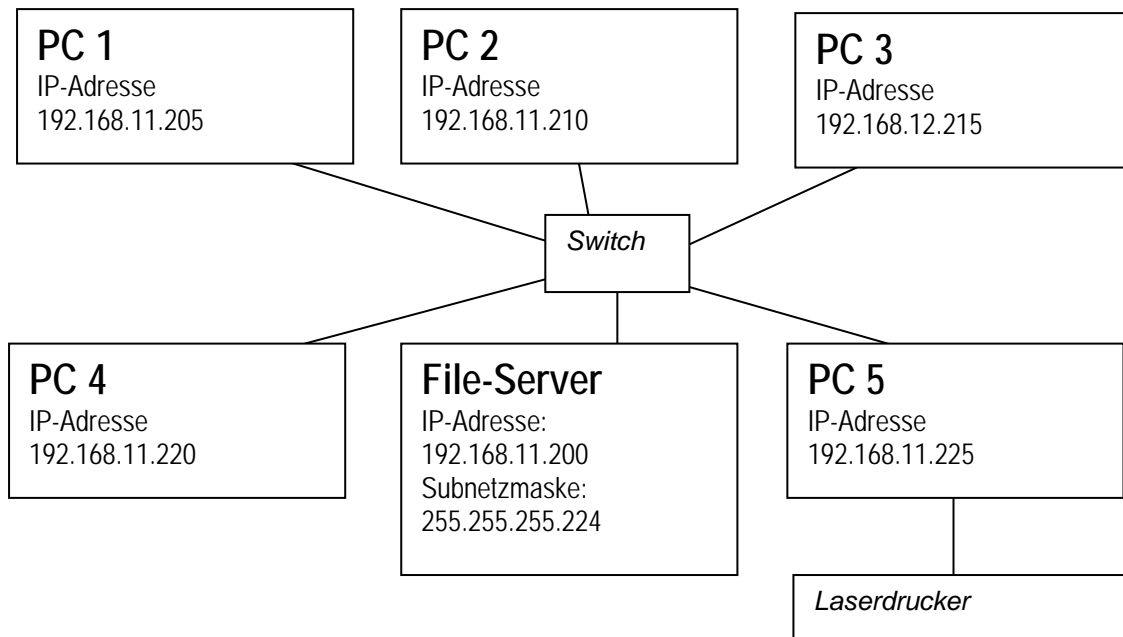 PC 1
IP-Adresse
192.168.11.205
PC 2
IP-Adresse
192.168.11.210
PC 3
IP-Adresse
192.168.12.215
Switch
PC 4
IP-Adresse
192.168.11.220
File-Server
IP-Adresse:
192.168.11.200
Subnetzmaske:
255.255.255.224
PC 5
IP-Adresse
192.168.11.225
Laserdrucker